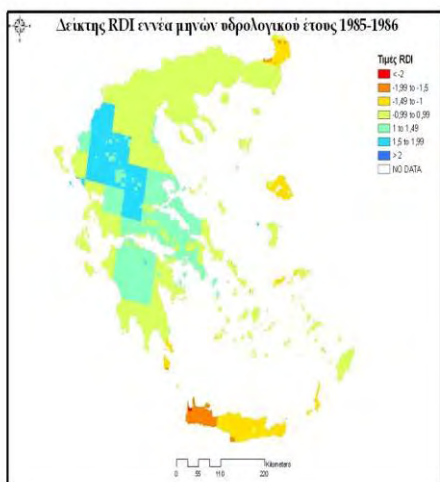 Δείκτης RDI εννέα μηνών υδρολογικού έτους 1985-1986
Τιμές RDI
<-2
-1,99 to -1,5
-1,49 to -1
-0,99 to 0,99
1 to 1,49
1,5 to 1,99
>2
NO DATA
Kilometers
0 55 110 220